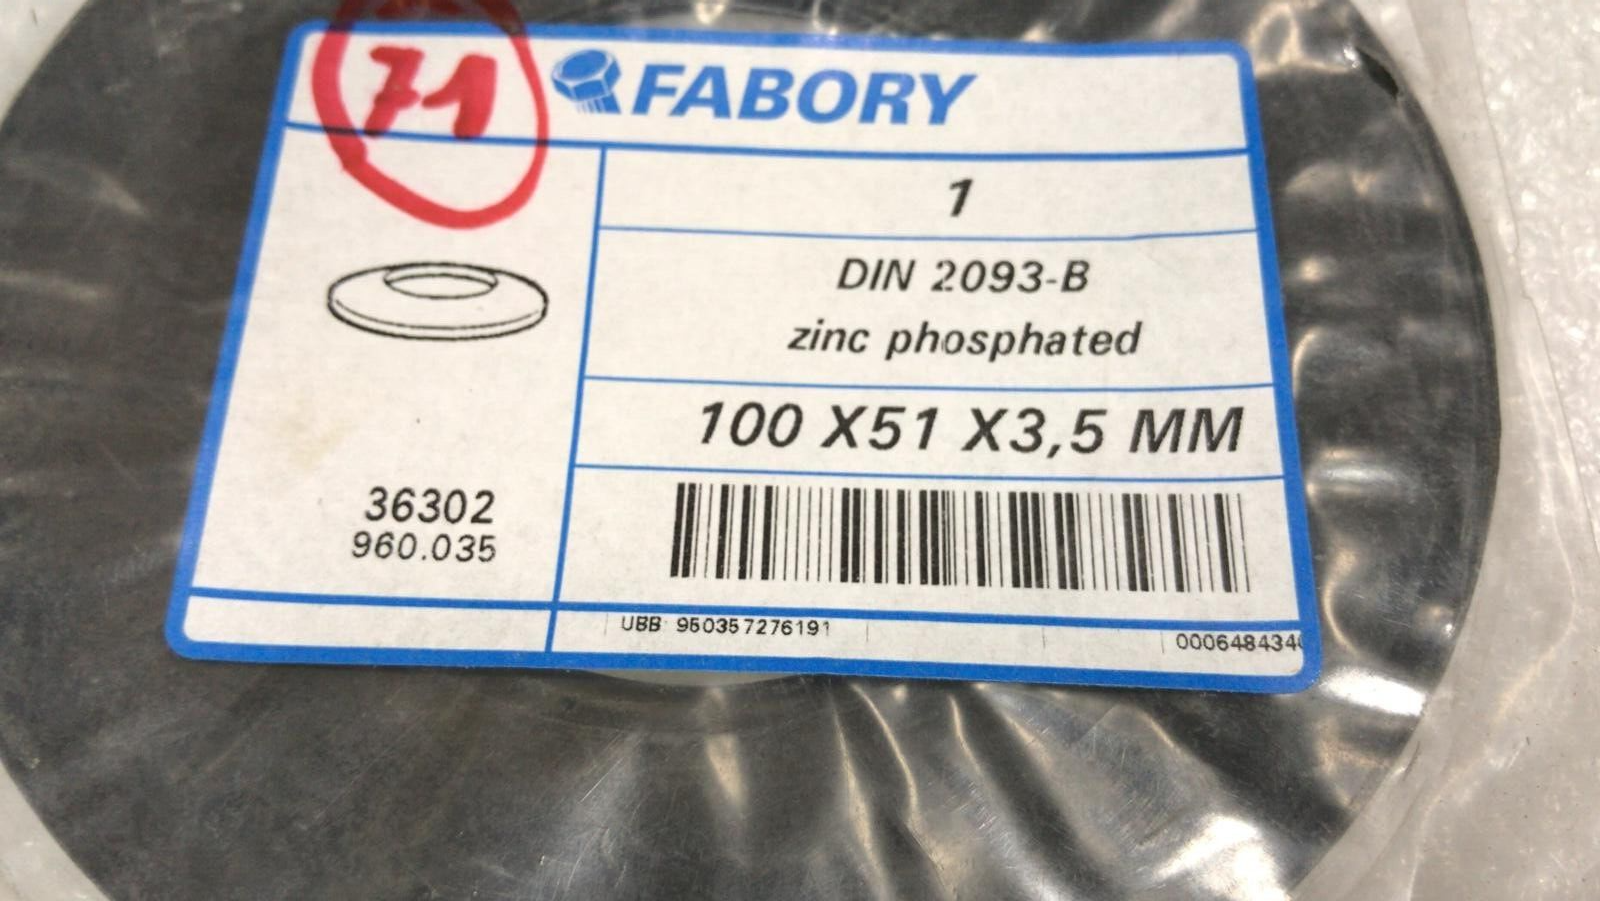 71
FABORY
1
DIN 2093-B
zinc phosphated
100 X51 X3,5 MM
36302
960.035
UBB 950357276191
000648434